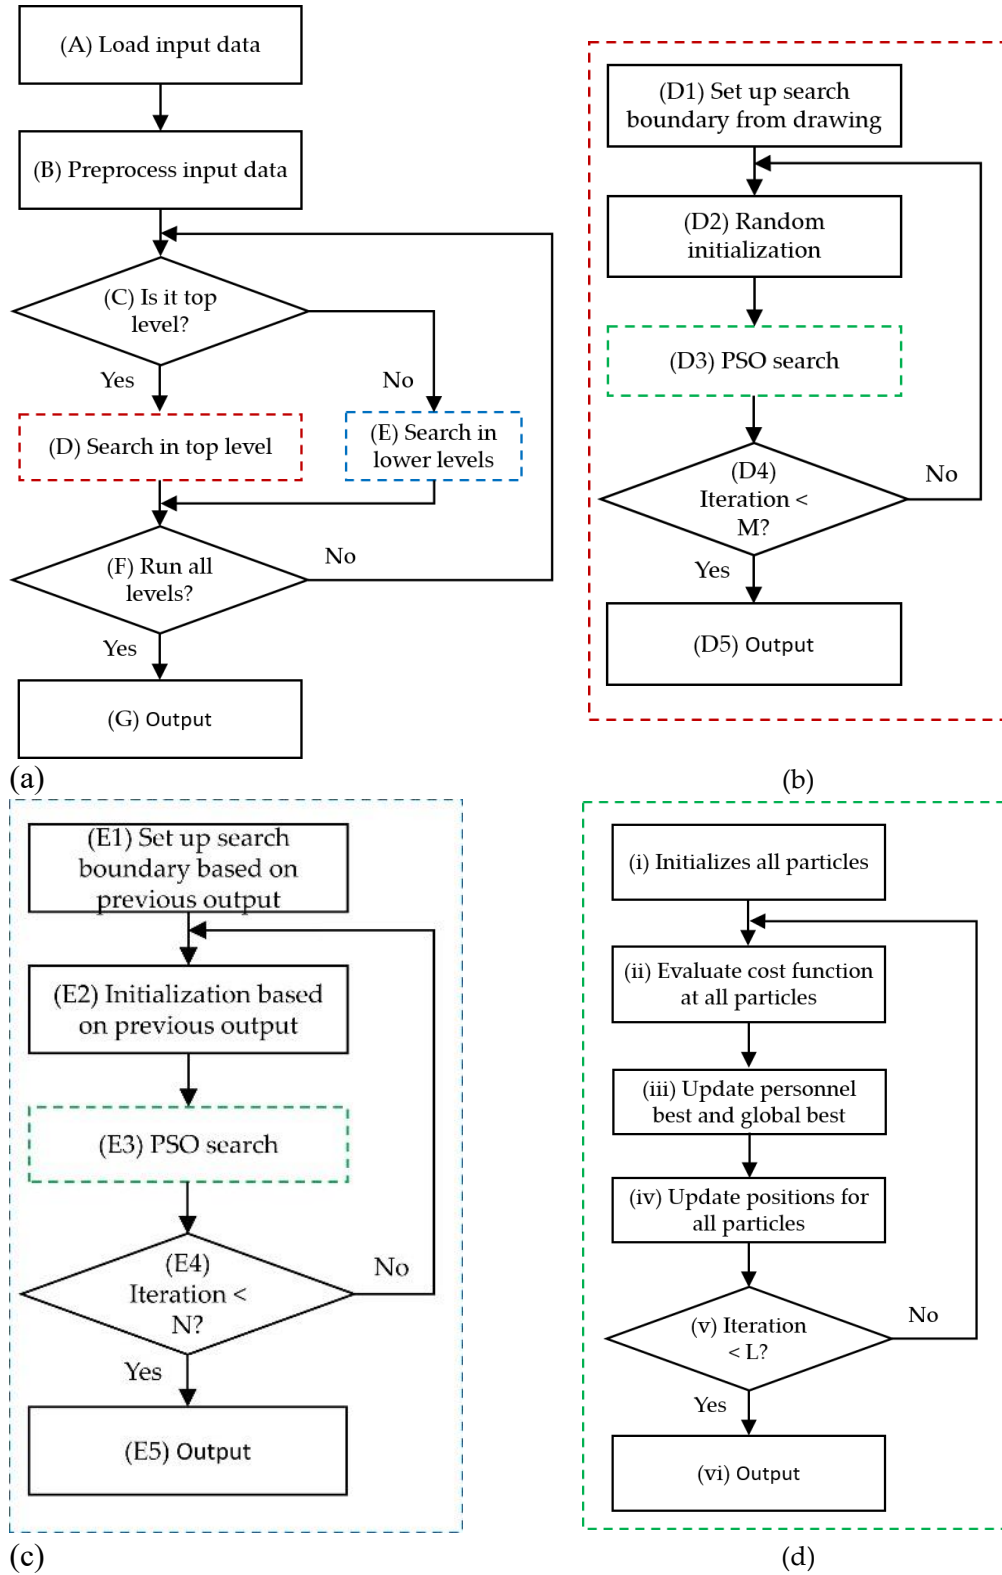 (A) Load input data
(B) Preprocess input data
(C) Is it top
level?
Yes
No
(D) Search in top level
(E) Search in
lower levels
(F) Run all
levels?
No
Yes
(G) Output
(a)
(D1) Set up search
boundary from drawing
(D2) Random
initialization
(D3) PSO search
(D4)
Iteration <
M?
No
Yes
(D5) Output
(b)
(E1) Set up search
boundary based on
previous output
(E2) Initialization based
on previous output
(E3) PSO search
(E4)
Iteration <
N?
No
Yes
(E5) Output
(c)
(i) Initializes all particles
(ii) Evaluate cost function
at all particles
(iii) Update personnel
best and global best
(iv) Update positions for
all particles
(v) Iteration
< L?
No
Yes
(vi) Output
(d)